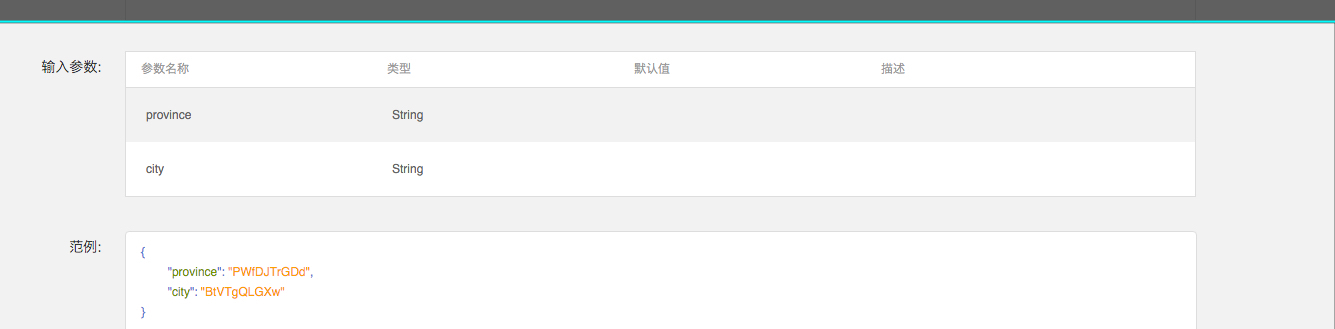 输入参数:
参数名称 类型 默认值 描述
province String
city String
范例:
{
"province": "PWfDJTrGDd",
"city": "BtVTgQLGXw"
}